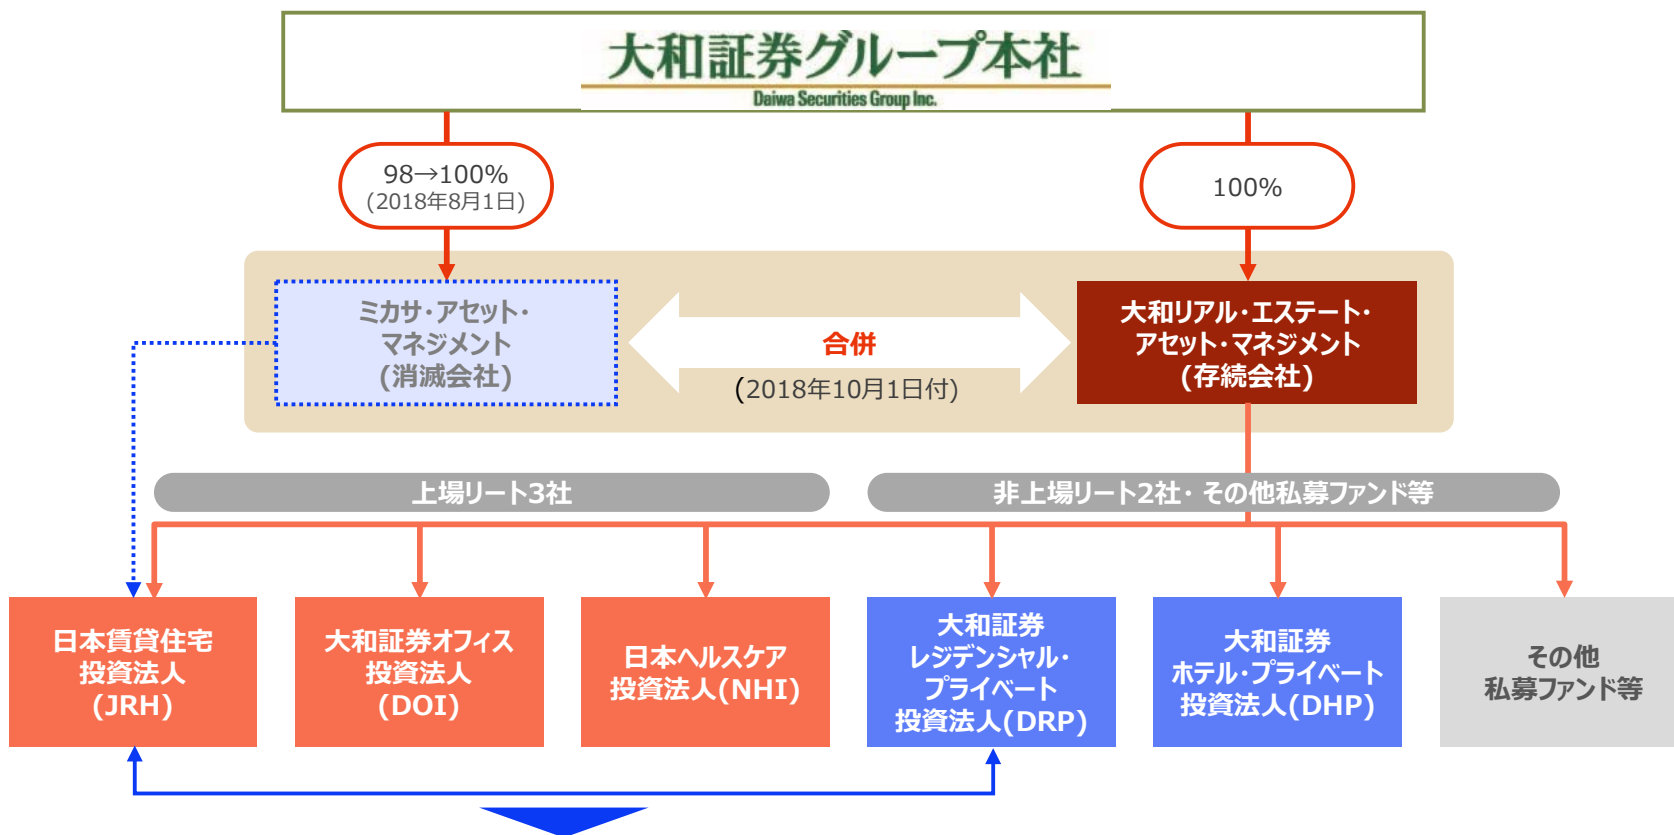 大和証券グループ本社
Daiwa Securities Group Inc.
98→100%
(2018年8月1日)
100%
ミカサ・アセット・
マネジメント
(消滅会社)
合併
(2018年10月1日付)
大和リアル・エステート・
アセット・マネジメント
(存続会社)
上場リート3社
非上場リート2社・その他私募ファンド等
日本賃貸住宅
投資法人
(JRH)
大和証券オフィス
投資法人
(DOI)
日本ヘルスケア
投資法人(NHI)
大和証券
レジデンシャル・
プライベート
投資法人(DRP)
大和証券
ホテル・プライベート
投資法人(DHP)
その他
私募ファンド等